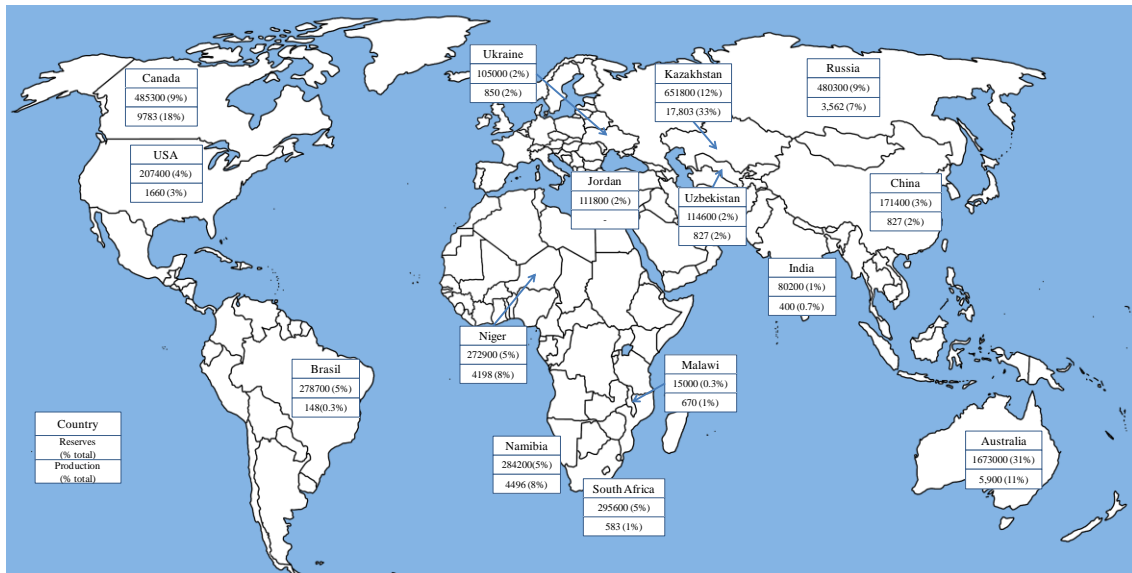 Canada
485300 (9%)
9783 (18%)
USA
207400 (4%)
1660 (3%)
Ukraine
105000 (2%)
850 (2%)
Kazakhstan
651800 (12%)
17,803 (33%)
Russia
480300 (9%)
3,562 (7%)
Jordan
111800 (2%)
-
Uzbekistan
114600 (2%)
827 (2%)
China
171400 (3%)
827 (2%)
India
80200 (1%)
400 (0.7%)
Niger
272900 (5%)
4198 (8%)
Brasil
278700 (5%)
148(0.3%)
Malawi
15000 (0.3%)
670 (1%)
Country
Reserves
(% total)
Production
(% total)
Namibia
284200(5%)
4496 (8%)
South Africa
295600 (5%)
583 (1%)
Australia
1673000 (31%)
5,900 (11%)